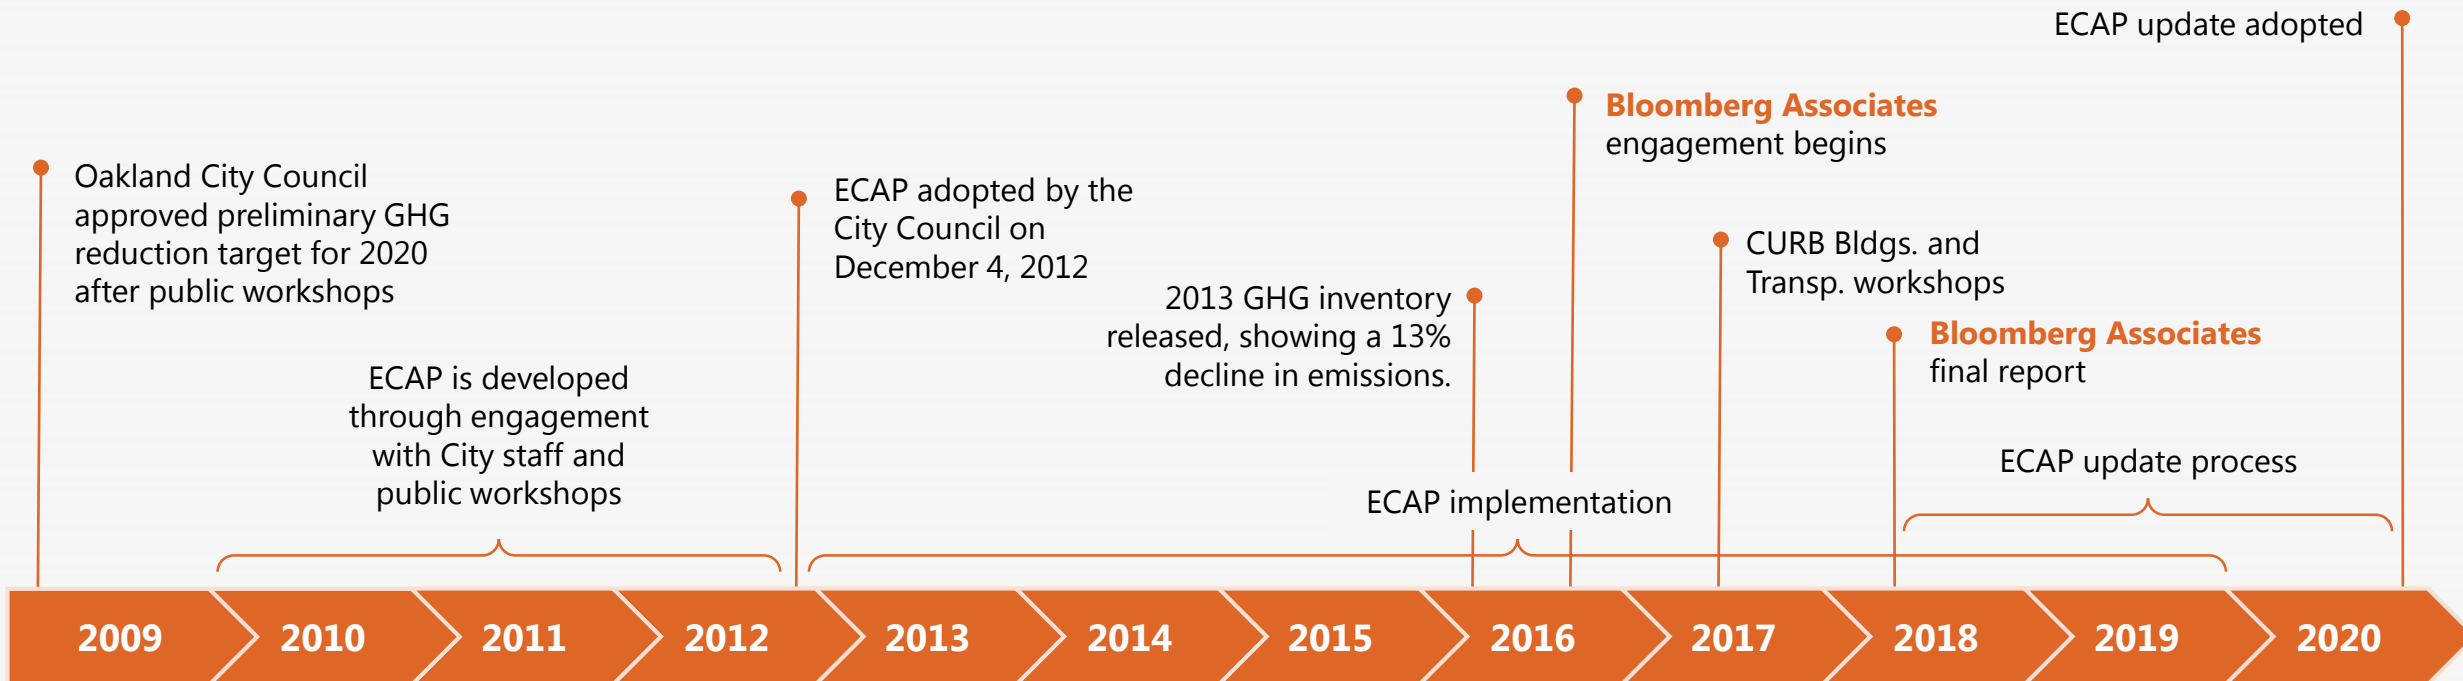 Oakland City Council
approved preliminary GHG
reduction target for 2020
after public workshops
ECAP is developed
through engagement
with City staff and
public workshops
ECAP adopted by the
City Council on
December 4, 2012
2013 GHG inventory
released, showing a 13%
decline in emissions.
ECAP implementation
Bloomberg Associates
engagement begins
CURB Bldgs. and
Transp. workshops
Bloomberg Associates
final report
ECAP update process
ECAP update adopted
2009
2010
2011
2012
2013
2014
2015
2016
2017
2018
2019
2020